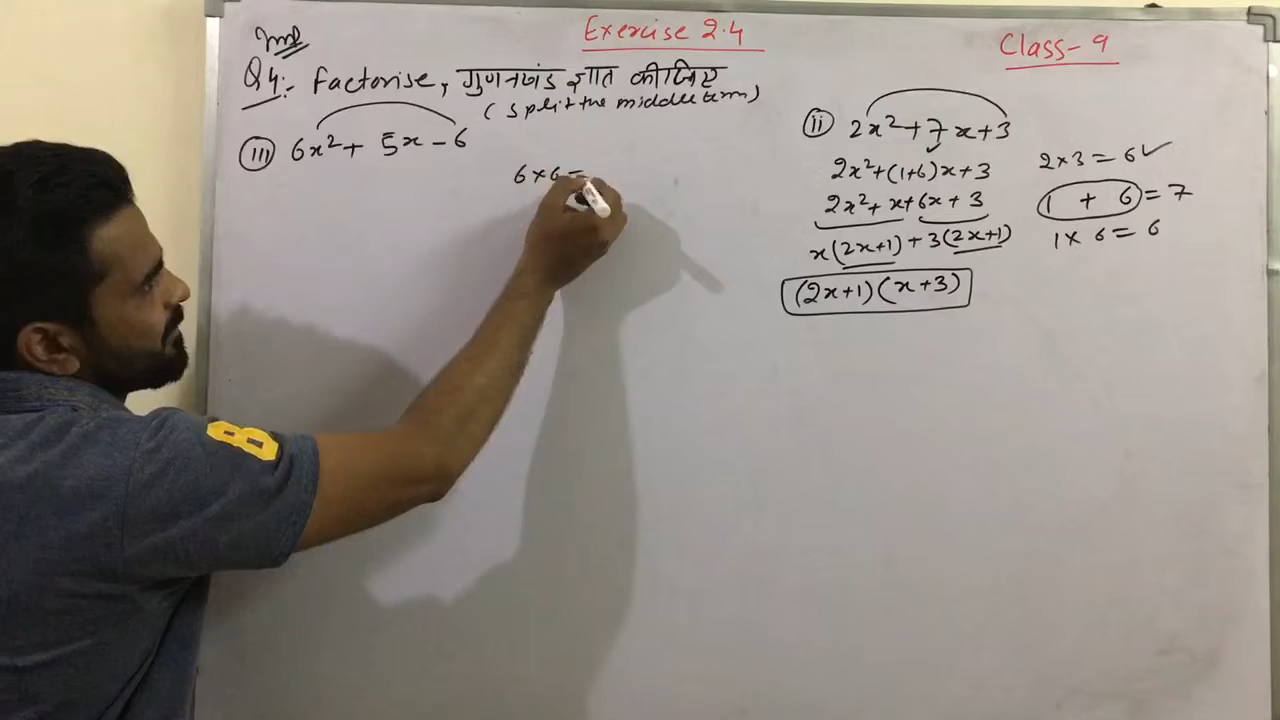 Exercise 2.4
Class-9
Imp
Q4:- Factorise, गुणनखंड ज्ञात कीजिए
(split the middle term)
iii 6x² + 5x - 6
6×6=
ii 2x² + 7x + 3
2x² + (1+6)x + 3
2x² + x + 6x + 3
x(2x+1) + 3(2x+1)
(2x+1)(x+3)
2×3 = 6 ✓
1 + 6 = 7
1× 6 = 6
B